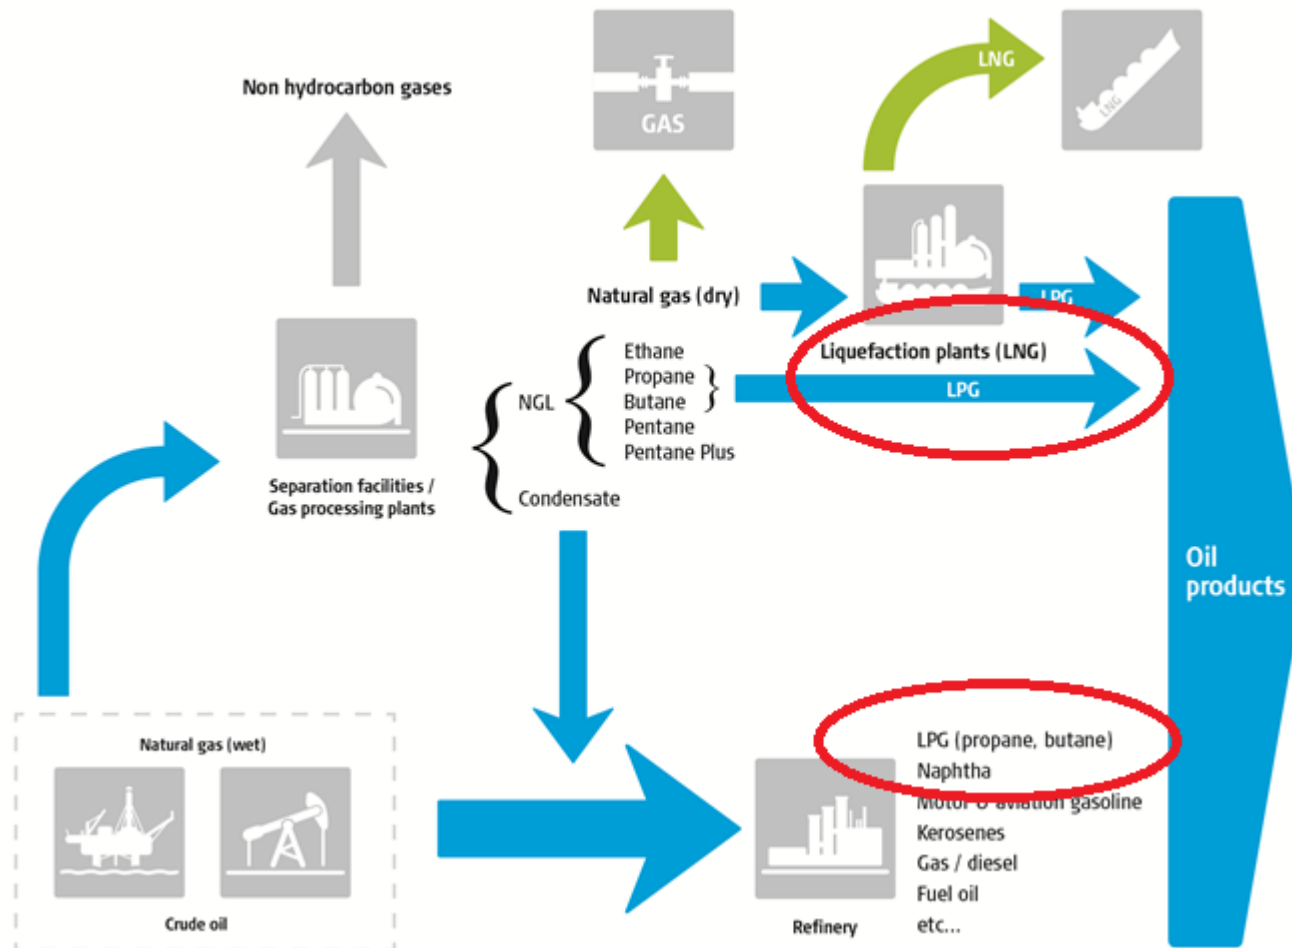 Non hydrocarbon gases
GAS
LNG
LNG
Natural gas (dry)
LPG
Liquefaction plants (LNG)
LPG
NGL
Ethane
Propane
Butane
Pentane
Pentane Plus
Condensate
Separation facilities /
Gas processing plants
Oil
products
Natural gas (wet)
Crude oil
Refinery
LPG (propane, butane)
Naphtha
Motor & aviation gasoline
Kerosenes
Gas / diesel
Fuel oil
etc...